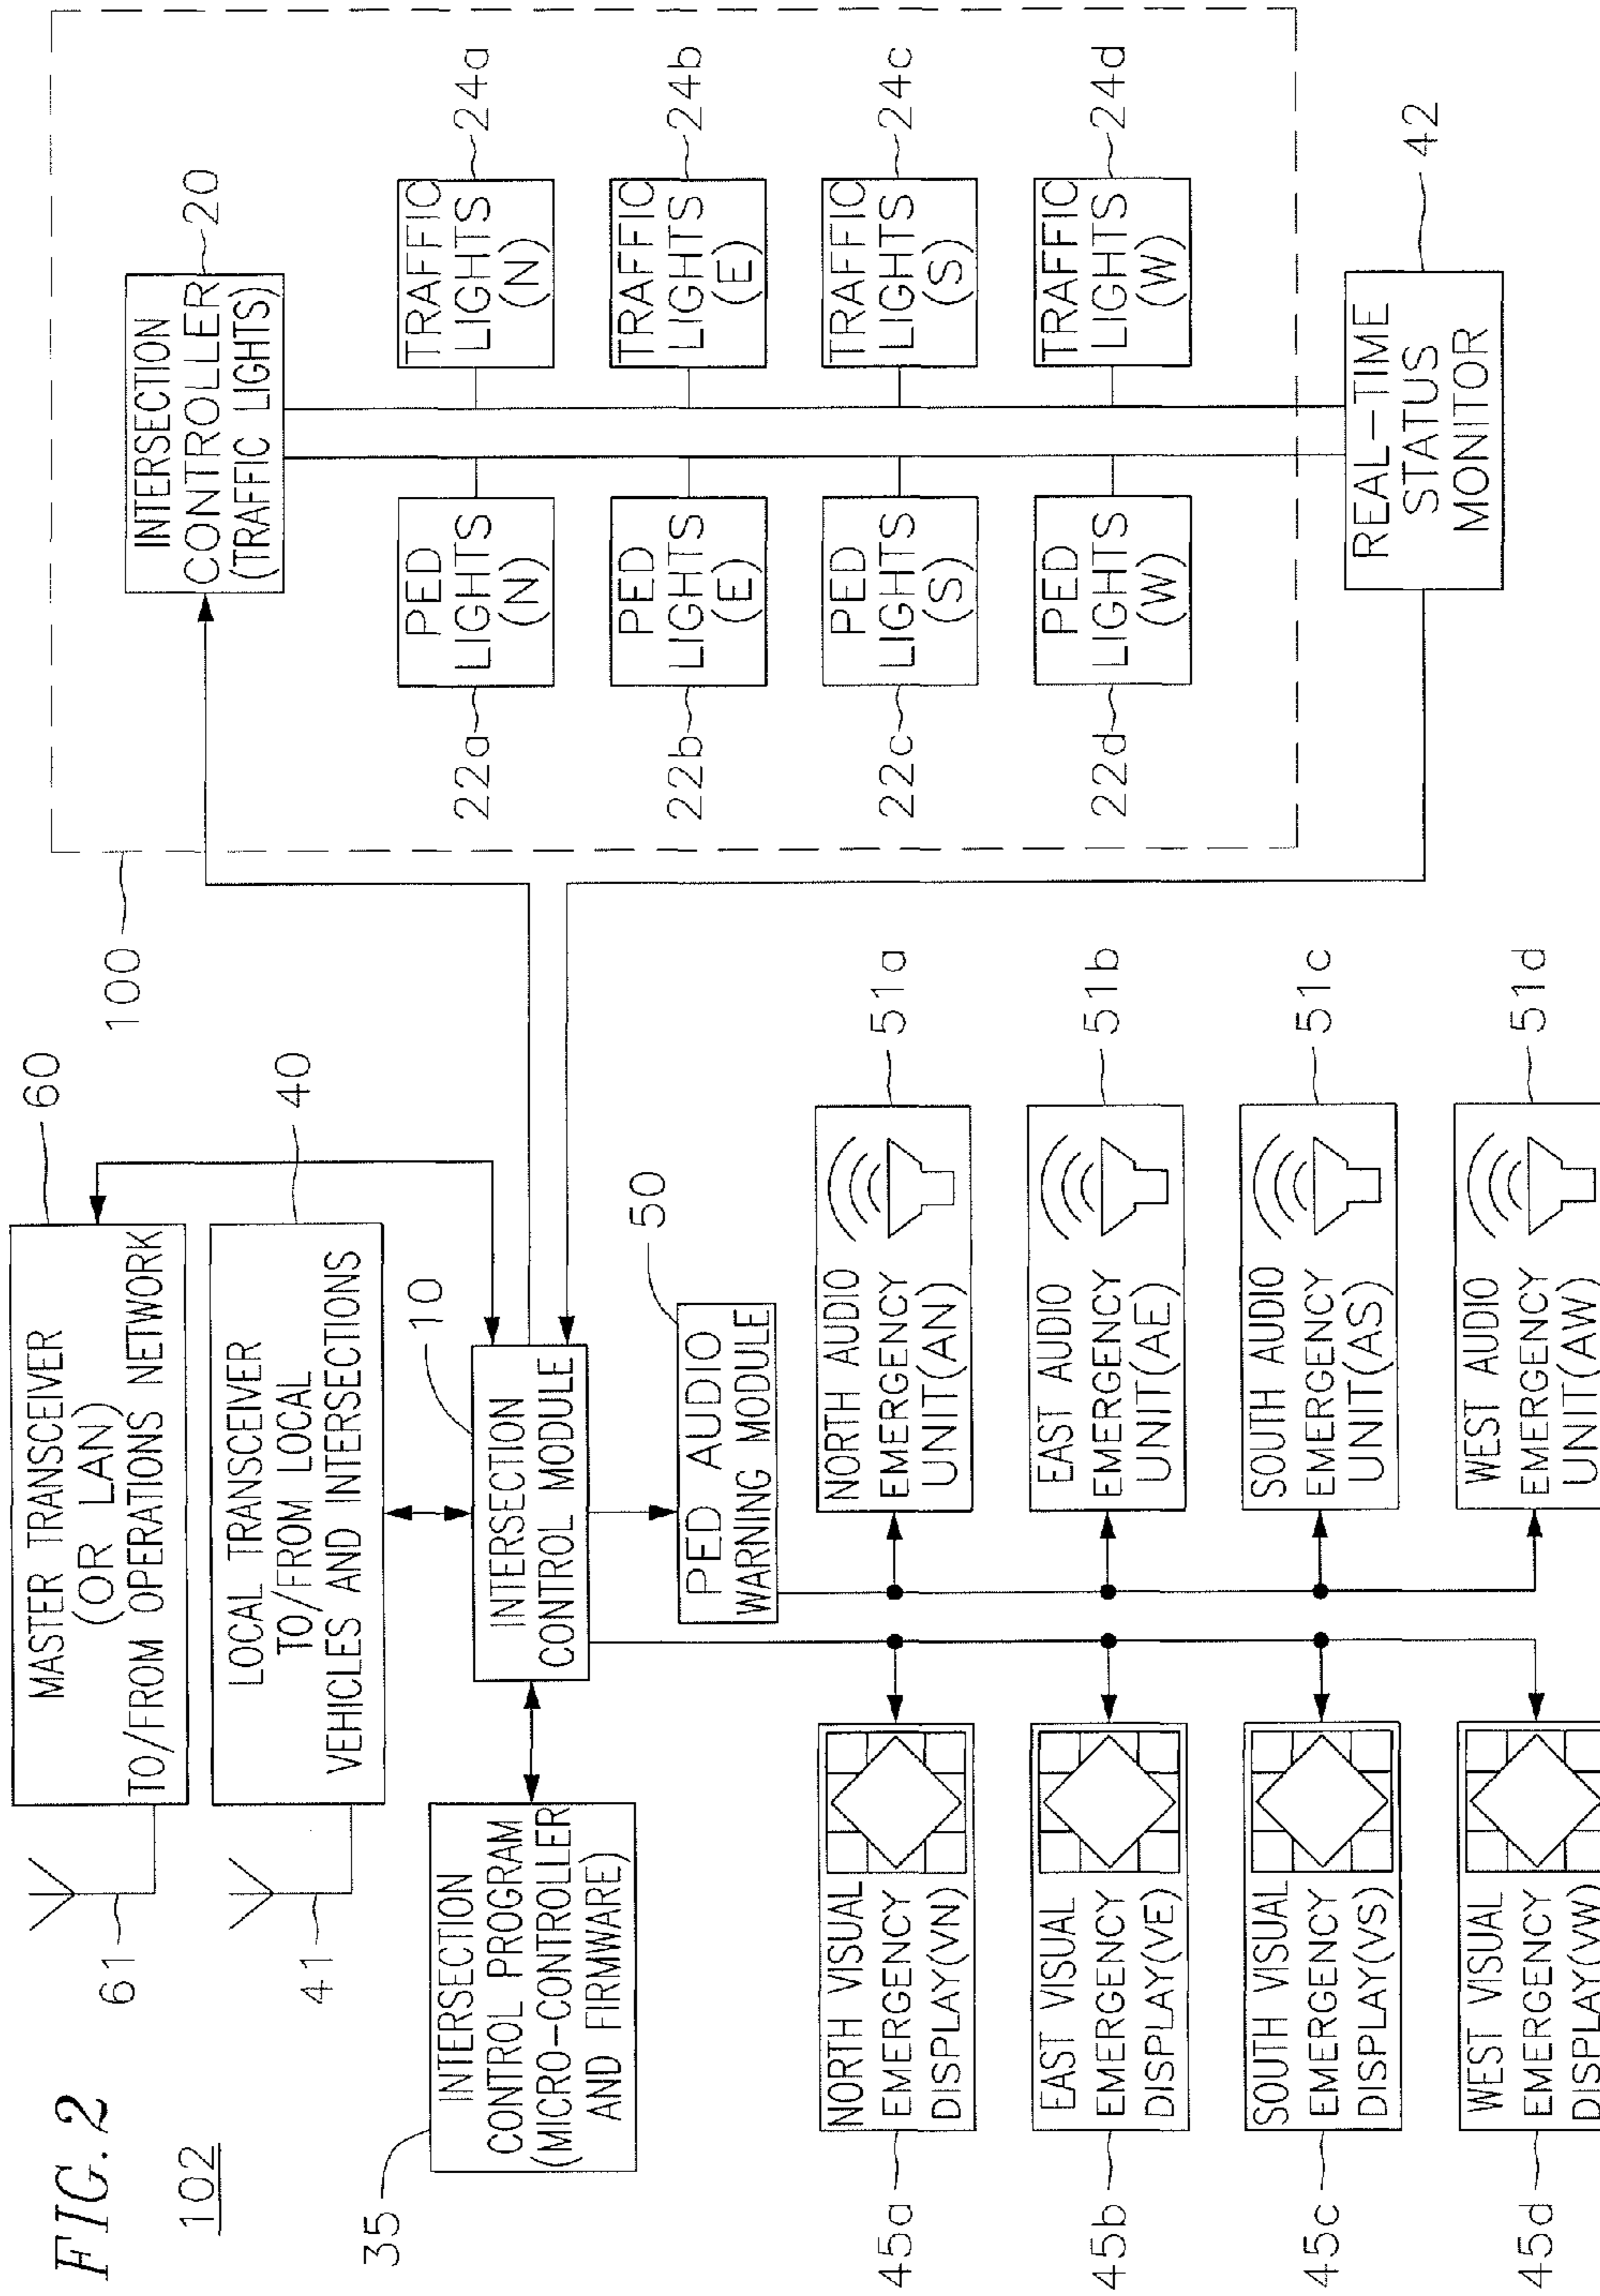 FIG. 2
102
61
MASTER TRANSCEIVER
(OR LAN)
TO/FROM OPERATIONS NETWORK
60
41
LOCAL TRANSCEIVER
TO/FROM LOCAL
VEHICLES AND INTERSECTIONS
40
35
INTERSECTION
CONTROL PROGRAM
(MICRO-CONTROLLER
AND FIRMWARE)
INTERSECTION
CONTROL MODULE
10
PED AUDIO
WARNING MODULE
50
45a
NORTH VISUAL
EMERGENCY
DISPLAY(VN)
NORTH AUDIO
EMERGENCY
UNIT(AN)
51a
45b
EAST VISUAL
EMERGENCY
DISPLAY(VE)
EAST AUDIO
EMERGENCY
UNIT(AE)
51b
45c
SOUTH VISUAL
EMERGENCY
DISPLAY(VS)
SOUTH AUDIO
EMERGENCY
UNIT(AS)
51c
45d
WEST VISUAL
EMERGENCY
DISPLAY(VW)
WEST AUDIO
EMERGENCY
UNIT(AW)
51d
100
INTERSECTION
CONTROLLER
(TRAFFIC LIGHTS)
20
22a
PED
LIGHTS
(N)
TRAFFIC
LIGHTS
(N)
24a
22b
PED
LIGHTS
(E)
TRAFFIC
LIGHTS
(E)
24b
22c
PED
LIGHTS
(S)
TRAFFIC
LIGHTS
(S)
24c
22d
PED
LIGHTS
(W)
TRAFFIC
LIGHTS
(W)
24d
REAL-TIME
STATUS
MONITOR
42